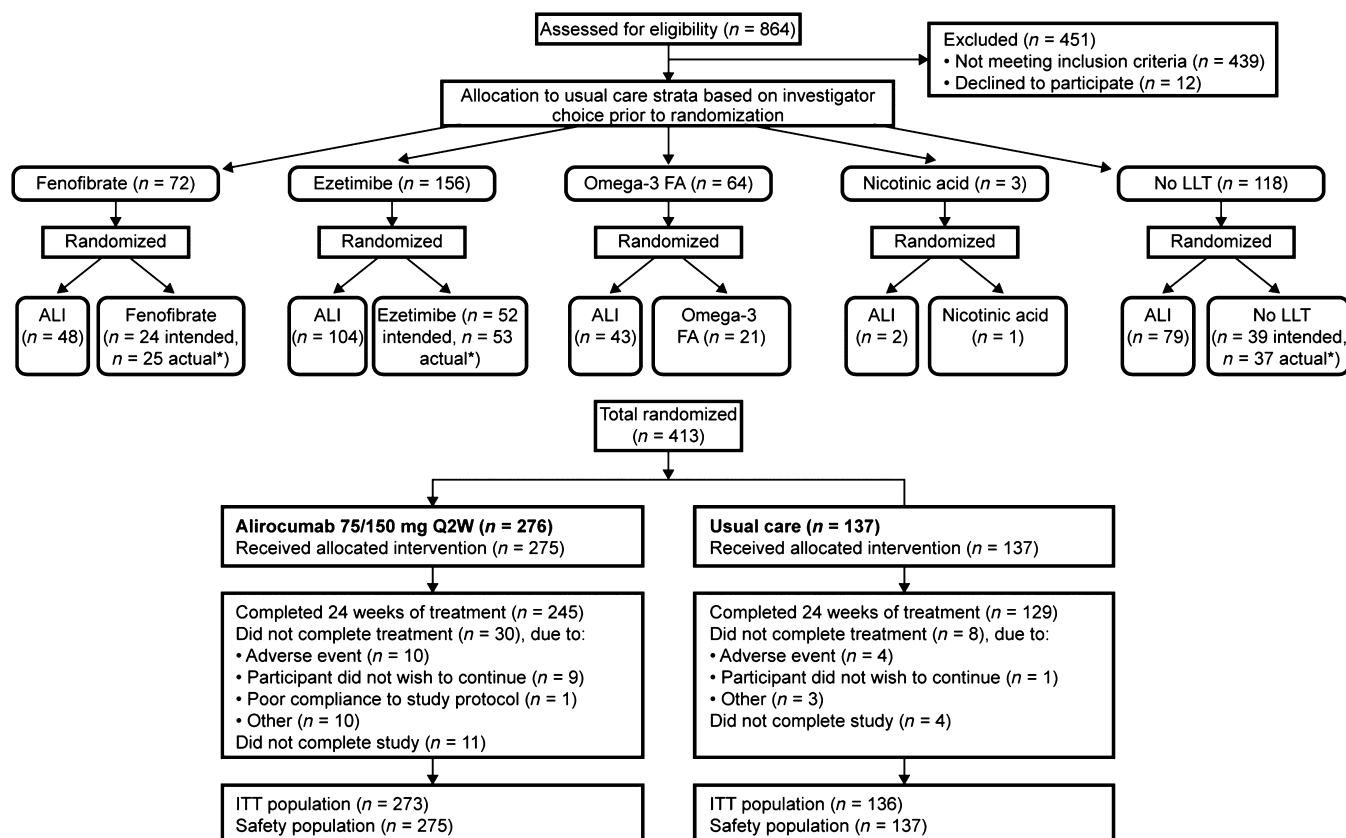 Assessed for eligibility (n = 864)
Excluded (n = 451)
• Not meeting inclusion criteria (n = 439)
• Declined to participate (n = 12)
Allocation to usual care strata based on investigator
choice prior to randomization
Fenofibrate (n = 72)
Ezetimibe (n = 156)
Omega-3 FA (n = 64)
Nicotinic acid (n = 3)
No LLT (n = 118)
Randomized
Randomized
Randomized
Randomized
Randomized
ALI
(n = 48)
Fenofibrate
(n = 24 intended,
n = 25 actual*)
ALI
(n = 104)
Ezetimibe (n = 52
intended, n = 53
actual*)
ALI
(n = 43)
Omega-3
FA (n = 21)
ALI
(n = 2)
Nicotinic acid
(n = 1)
ALI
(n = 79)
No LLT
(n = 39 intended,
n = 37 actual*)
Total randomized
(n = 413)
Alirocumab 75/150 mg Q2W (n = 276)
Received allocated intervention (n = 275)
Usual care (n = 137)
Received allocated intervention (n = 137)
Completed 24 weeks of treatment (n = 245)
Did not complete treatment (n = 30), due to:
• Adverse event (n = 10)
• Participant did not wish to continue (n = 9)
• Poor compliance to study protocol (n = 1)
• Other (n = 10)
Did not complete study (n = 11)
Completed 24 weeks of treatment (n = 129)
Did not complete treatment (n = 8), due to:
• Adverse event (n = 4)
• Participant did not wish to continue (n = 1)
• Other (n = 3)
Did not complete study (n = 4)
ITT population (n = 273)
Safety population (n = 275)
ITT population (n = 136)
Safety population (n = 137)